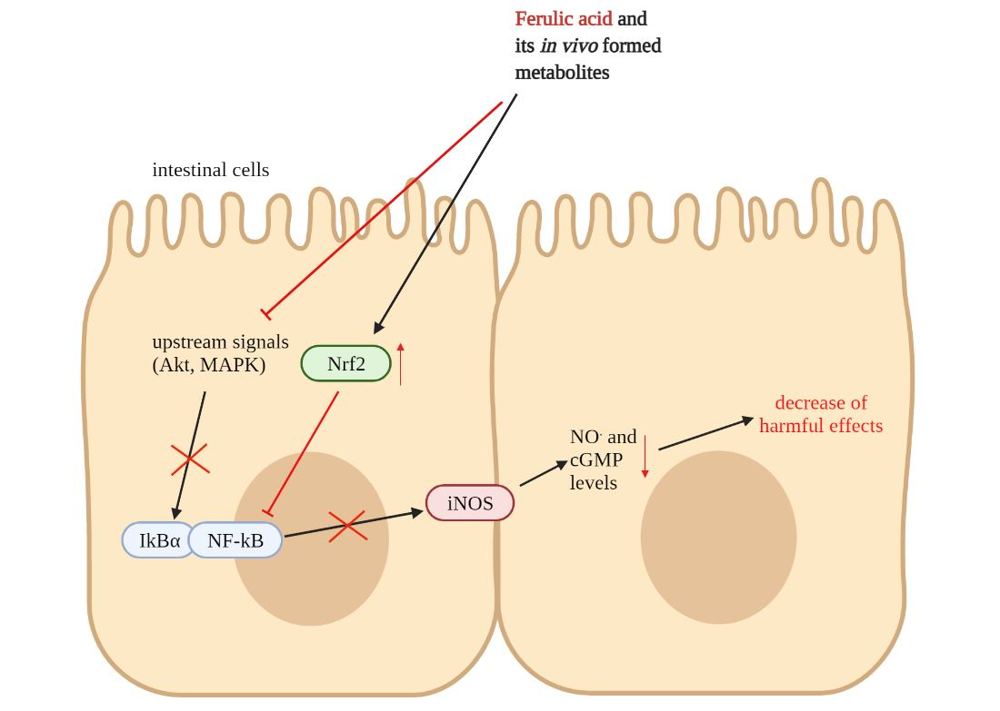 Ferulic acid and
its in vivo formed
metabolites
intestinal cells
upstream signals
(Akt, MAPK)
Nrf2
decrease of
harmful effects
NO· and
cGMP
levels
iNOS
IkBα
NF-kB